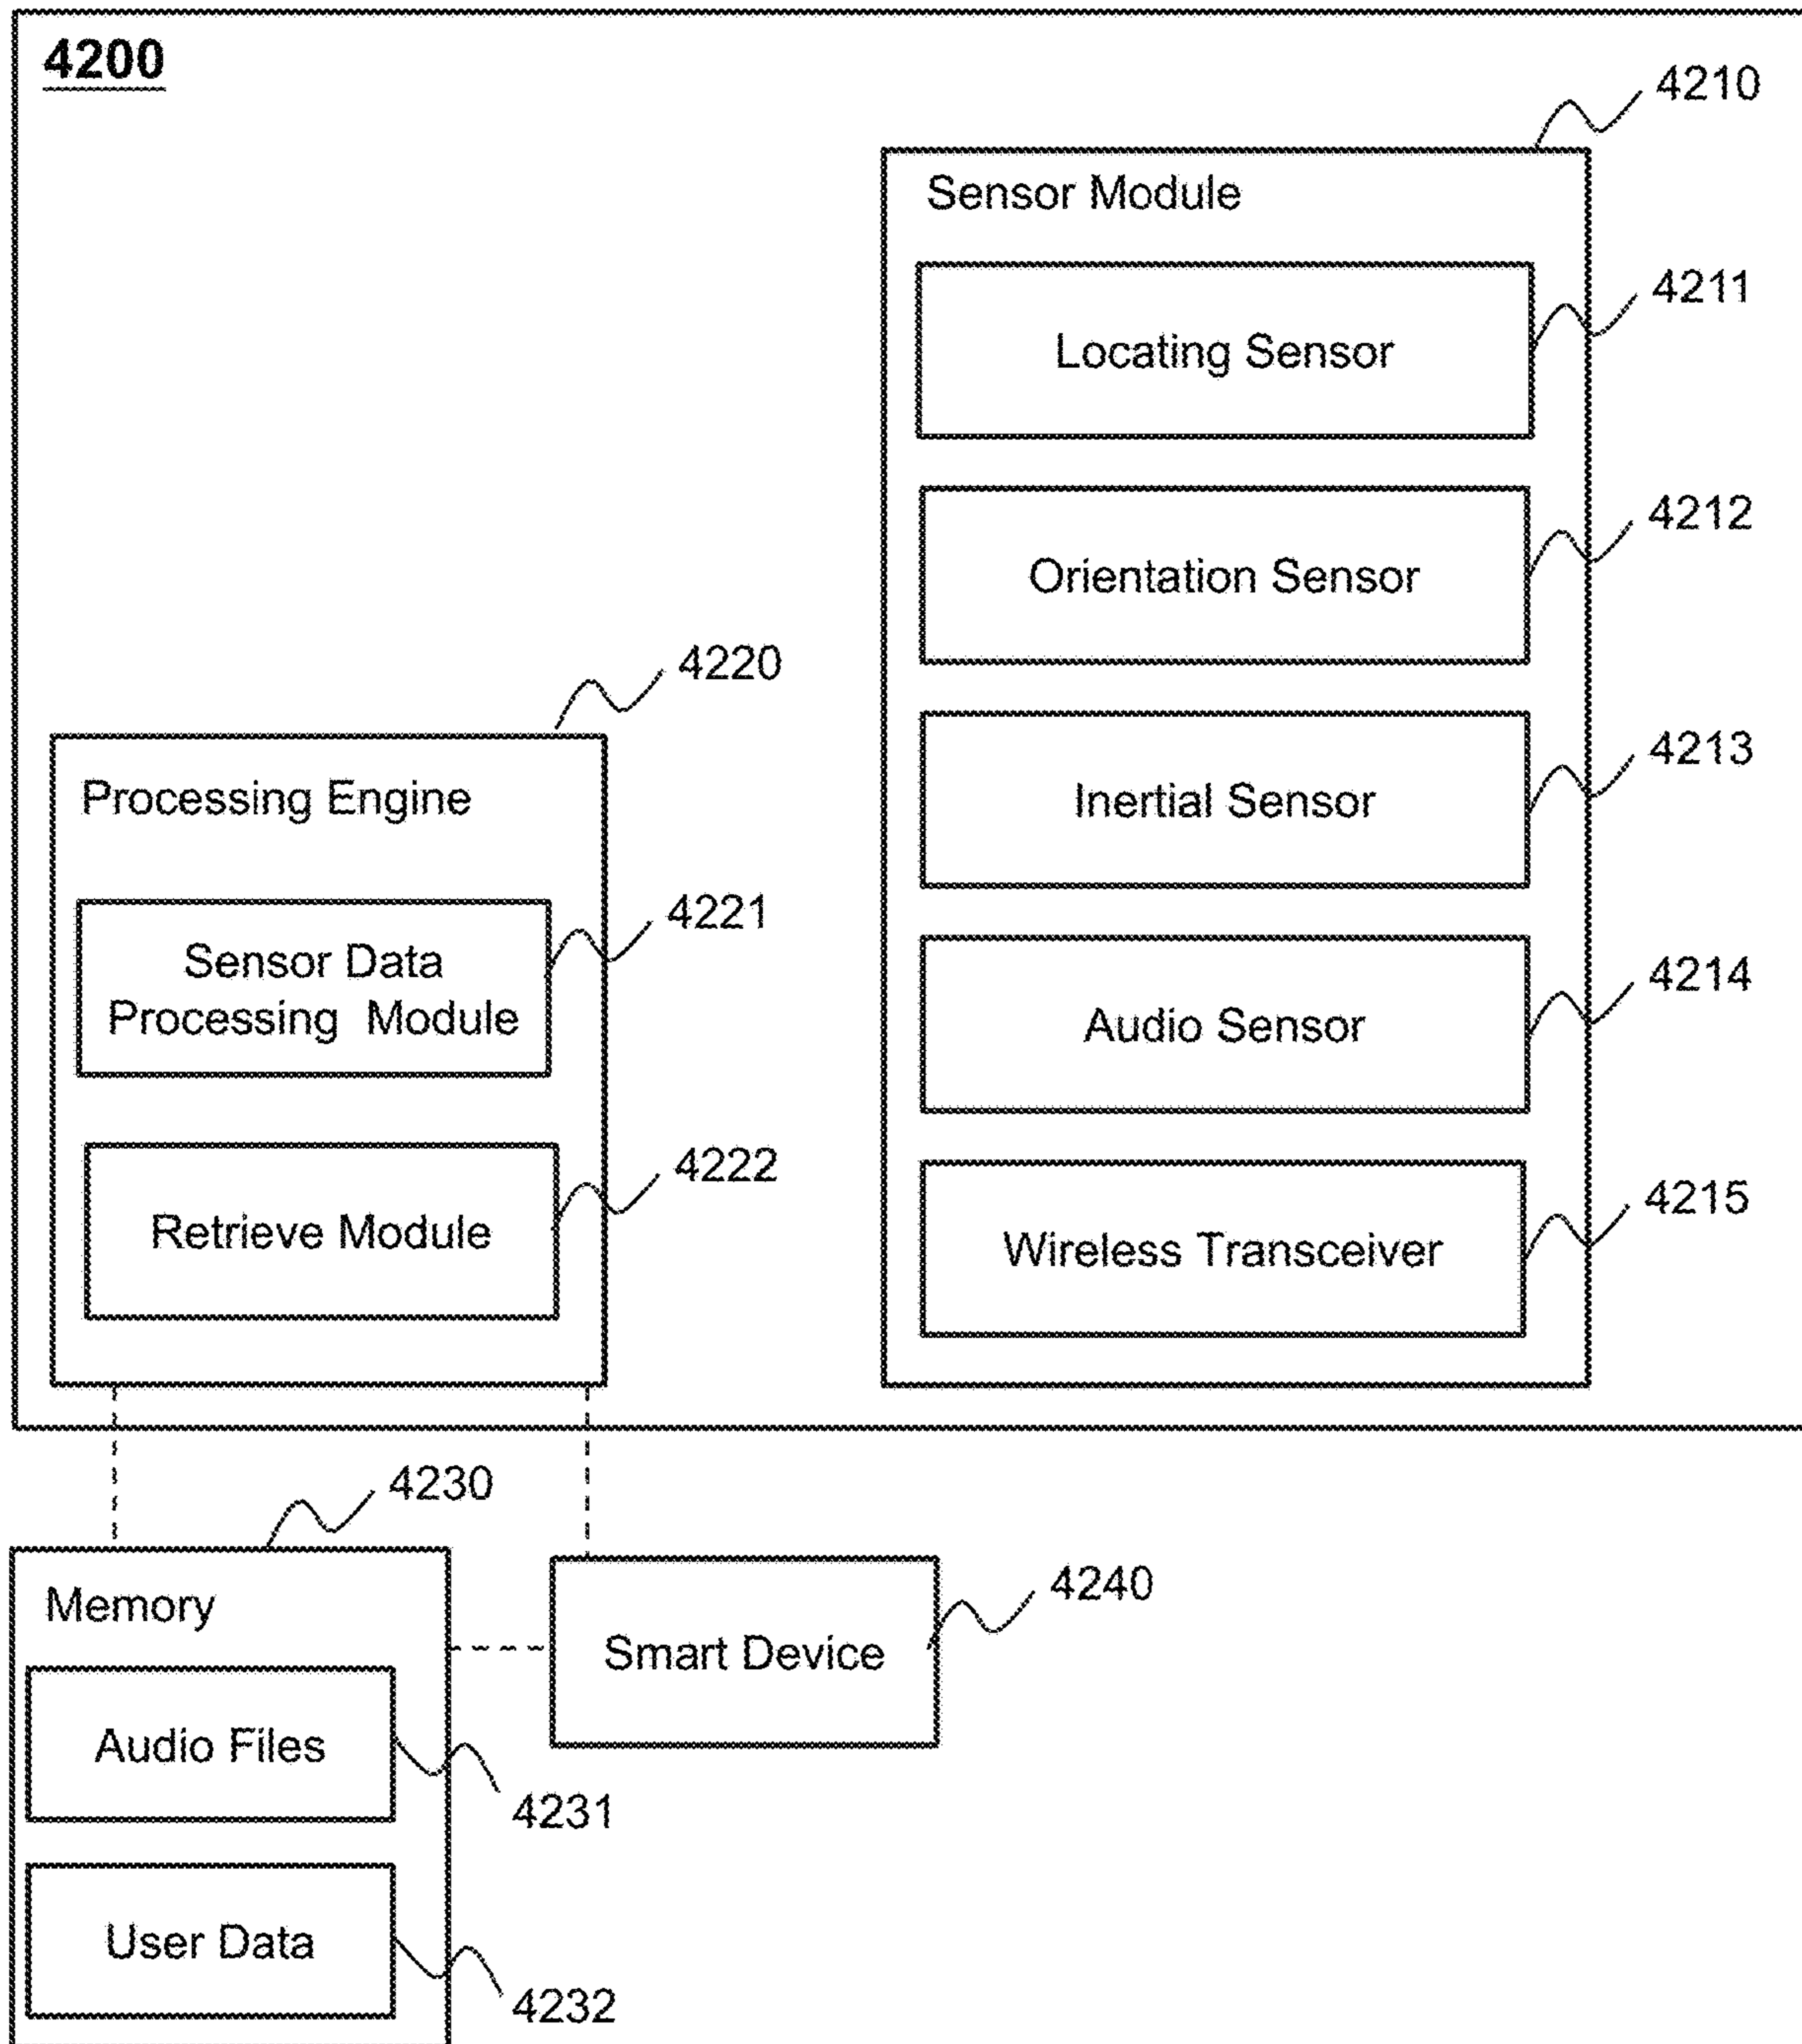 4200
4210
Sensor Module
4211
Locating Sensor
4212
Orientation Sensor
4213
Inertial Sensor
4214
Audio Sensor
4215
Wireless Transceiver
4220
Processing Engine
4221
Sensor Data
Processing Module
4222
Retrieve Module
4230
Memory
Audio Files
4231
User Data
4232
4240
Smart Device